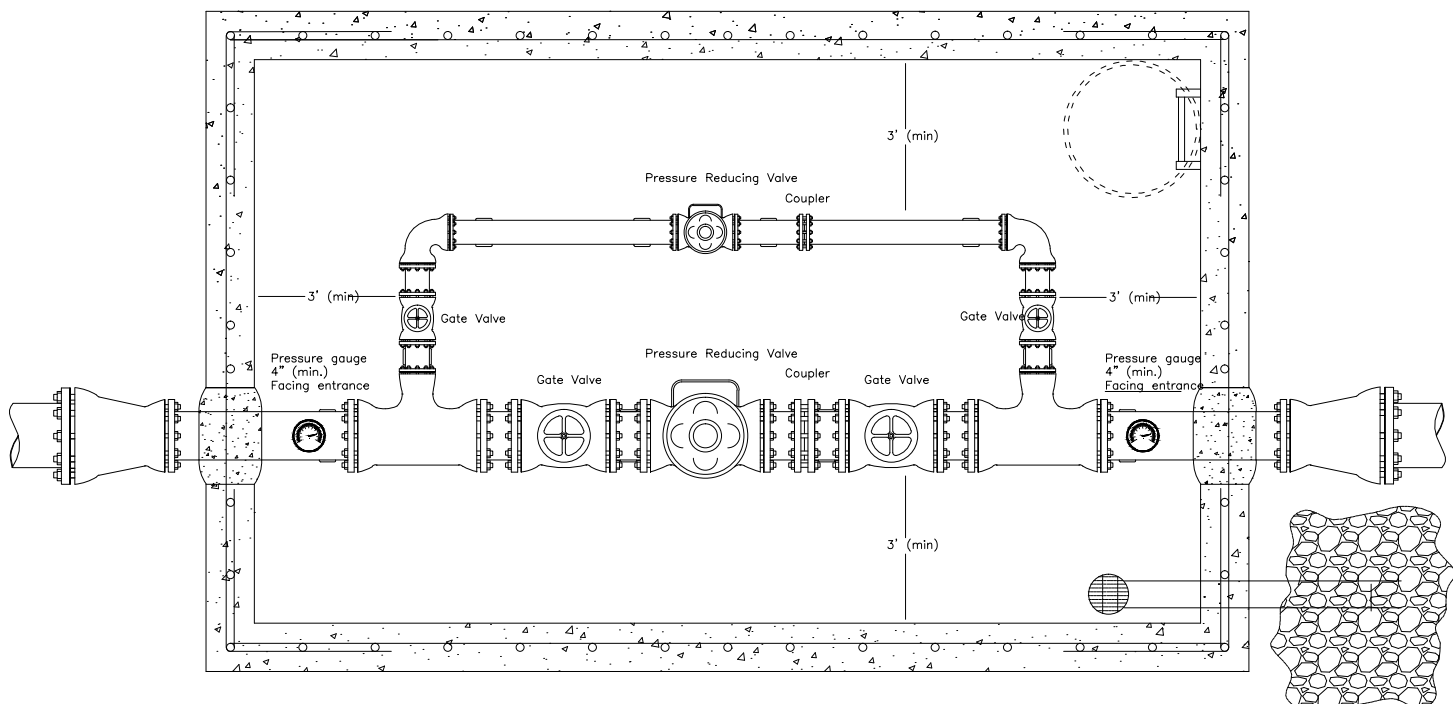 3' (min)
Pressure Reducing Valve
Coupler
3' (min)
Gate Valve
Gate Valve
3' (min)
Pressure gauge
4" (min.)
Facing entrance
Pressure Reducing Valve
Coupler
Gate Valve
Gate Valve
Pressure gauge
4" (min.)
Facing entrance
3' (min)